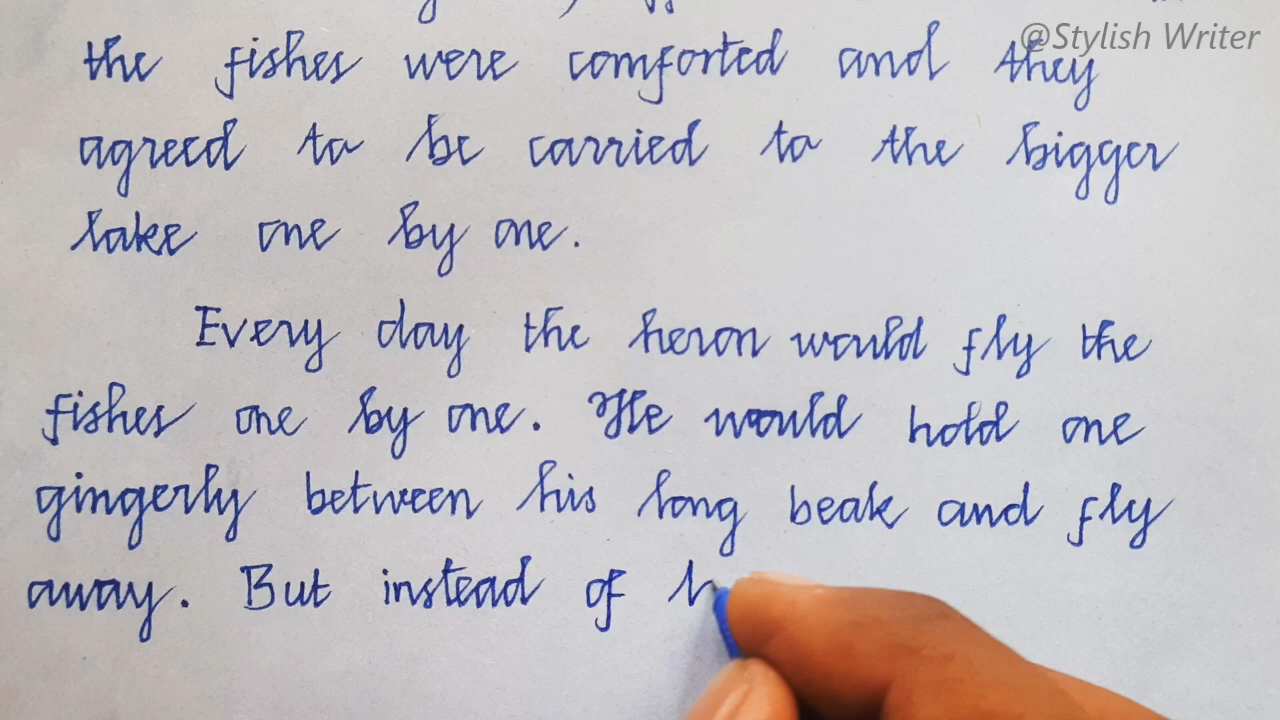 @Stylish Writer
the fishes were comforted and they
agreed to be carried to the bigger
lake one by one.
Every day the heron would fly the
fishes one by one. He would hold one
gingerly between his long beak and fly
away. But instead of